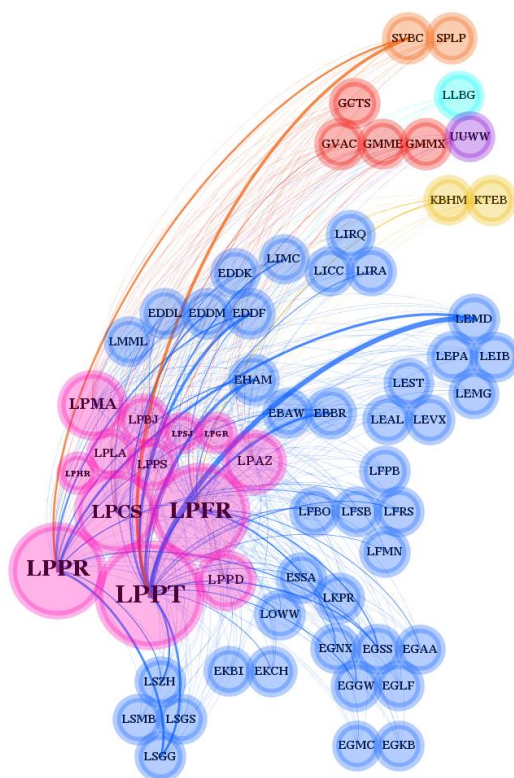 SVBC SPLP
LLBG
GCTS
UUWW
GVAC GMME GMMX
KBHM KTEB
LIRQ
LIMC
EDDK LICC LIRA
EDDL EDDM EDDF
LEMD
LMML
LEPA LEIB
EHAM
LEST
LEMG
LPMA
EBAW EBBR
LPBJ
LEAL LEVX
LPSJ LPGR
LPLA
LPAZ
LPHR
LPPS
LFPB
LPCS LPFR
LFBO LFSB LFRS
LFMN
LPPR
LPPT
LPPD
ESSA
LKPR
LOWW
EGNX EGSS EGAA
EKBI EKCH
LSZH
EGGW EGLF
LSMB LSGS
EGMC EGKB
LSGG